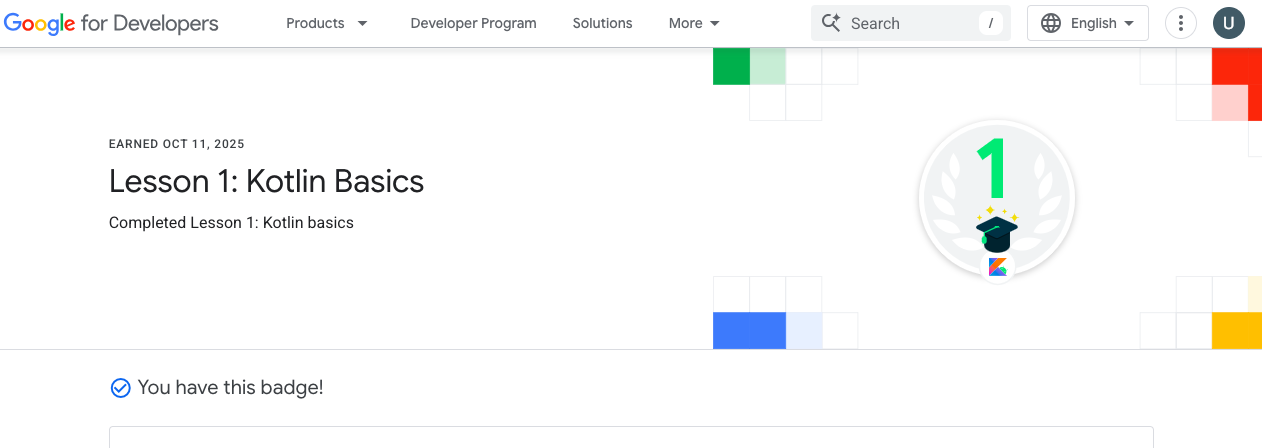 Google for Developers Products Developer Program Solutions More Search / English U
EARNED OCT 11, 2025
Lesson 1: Kotlin Basics
Completed Lesson 1: Kotlin basics
1
You have this badge!